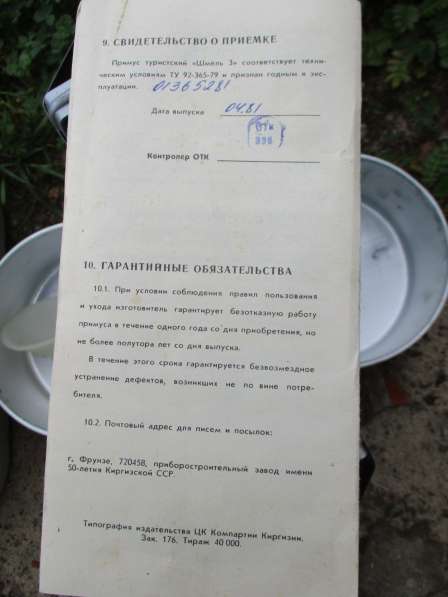 9. СВИДЕТЕЛЬСТВО О ПРИЕМКЕ
Примус туристский «Шмель 3» соответствует техни-
ческим условиям ТУ 92-365-79 и признан годным к экс-
плуатации. 01365281
Дата выпуска 04.81
ОТК
Контролер ОТК
10. ГАРАНТИЙНЫЕ ОБЯЗАТЕЛЬСТВА
10.1. При условии соблюдения правил пользования
и ухода изготовитель гарантирует безотказную работу
примуса в течение одного года со дня приобретения, но
не более полутора лет со дня выпуска.
В течение этого срока гарантируется безвозмездное
устранение дефектов, возникших не по вине потре-
бителя.
10.2. Почтовый адрес для писем и посылок:
г. Фрунзе, 720458, приборостроительный завод имени
50-летия Киргизской ССР.
Типография издательства ЦК Компартии Киргизии.
Зак. 176. Тираж 40 000.